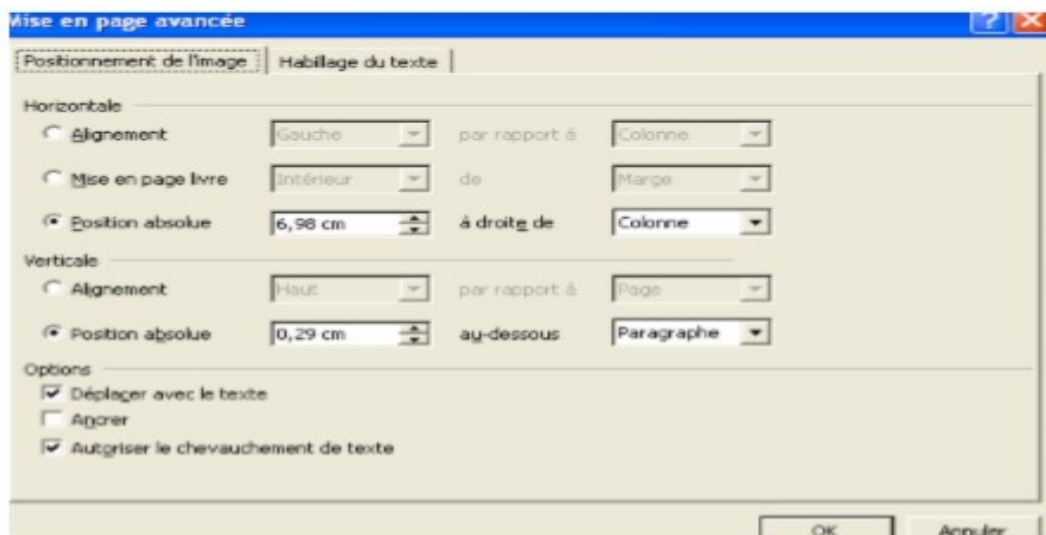 Mise en page avancée
Positionnement de l'image Habillage du texte
Horizontale
Alignement Gauche par rapport à Colonne
Mise en page livre Intérieur de Marge
Position absolue 6,98 cm à droite de Colonne
Verticale
Alignement Haut par rapport à Page
Position absolue 0,29 cm au-dessous Paragraphe
Options
Déplacer avec le texte
Ancrer
Autoriser le chevauchement de texte
OK Annuler